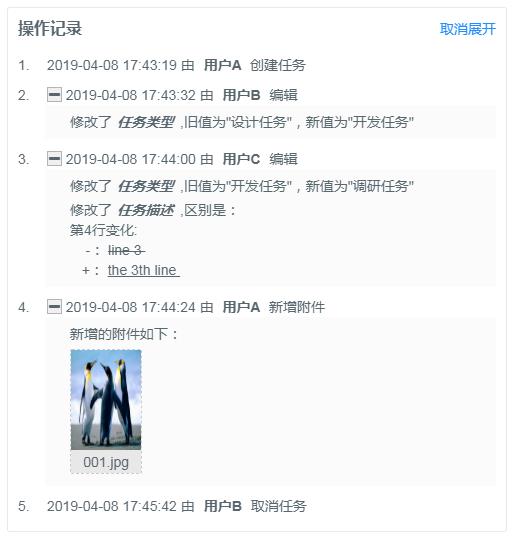 操作记录 取消展开
1. 2019-04-08 17:43:19 由 用户A 创建任务
2. 2019-04-08 17:43:32 由 用户B 编辑
修改了 任务类型 ,旧值为"设计任务"，新值为"开发任务"
3. 2019-04-08 17:44:00 由 用户C 编辑
修改了 任务类型 ,旧值为"开发任务"，新值为"调研任务"
修改了 任务描述 ,区别是：
第4行变化:
-： line 3
+： the 3th line
4. 2019-04-08 17:44:24 由 用户A 新增附件
新增的附件如下：
001.jpg
5. 2019-04-08 17:45:42 由 用户B 取消任务